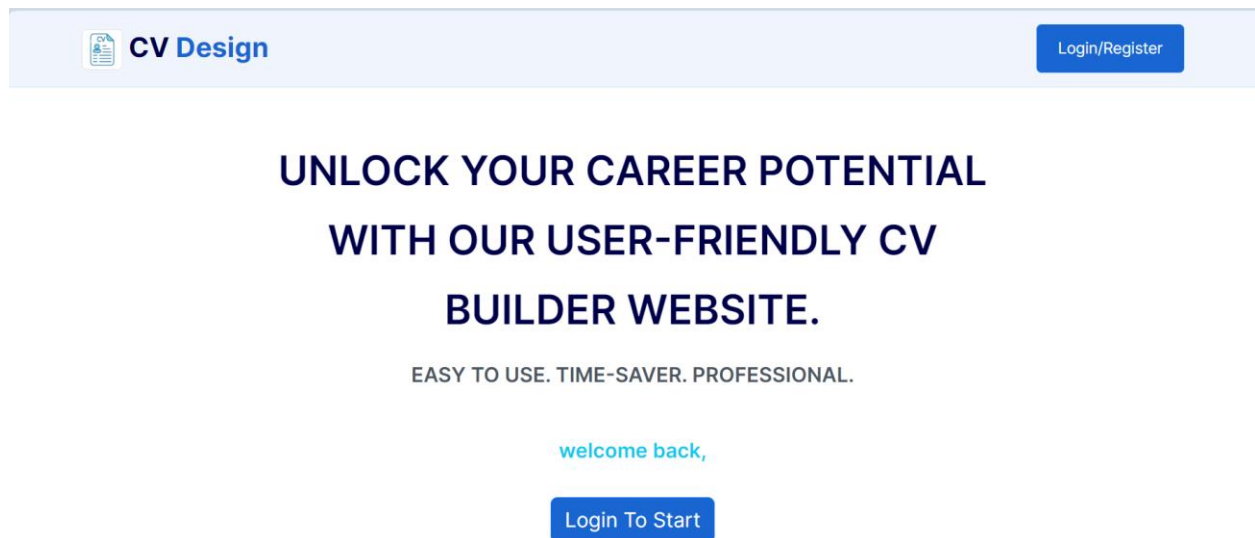 CV Design
Login/Register
UNLOCK YOUR CAREER POTENTIAL
WITH OUR USER-FRIENDLY CV
BUILDER WEBSITE.
EASY TO USE. TIME-SAVER. PROFESSIONAL.
welcome back,
Login To Start